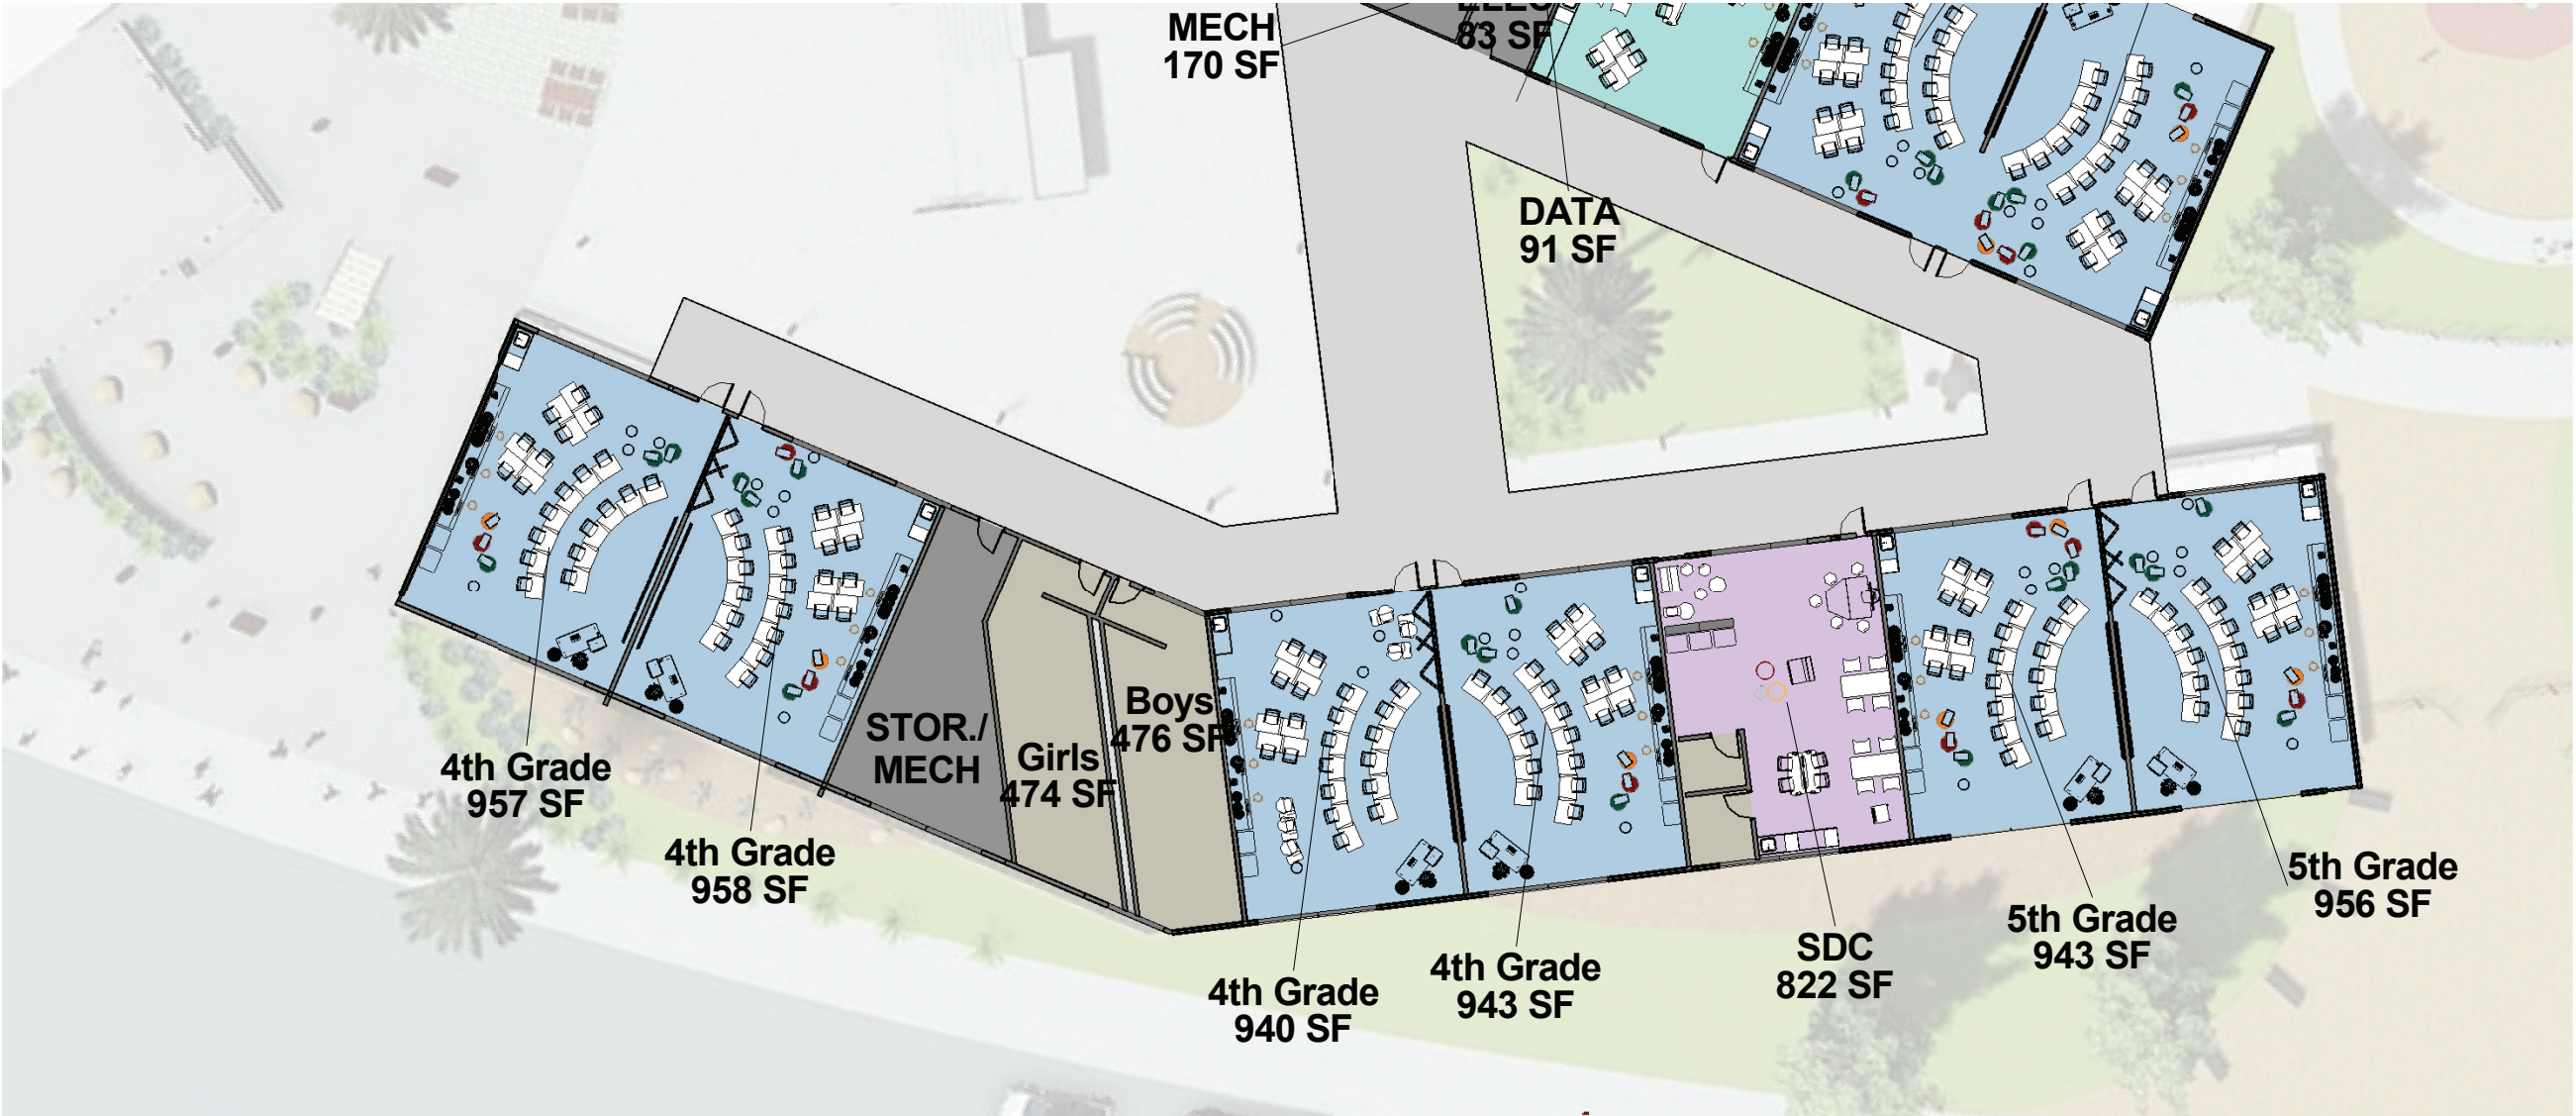 MECH
170 SF
83 SF
DATA
91 SF
4th Grade
957 SF
4th Grade
958 SF
STOR./
MECH
Girls
474 SF
Boys
476 SF
4th Grade
940 SF
4th Grade
943 SF
SDC
822 SF
5th Grade
943 SF
5th Grade
956 SF